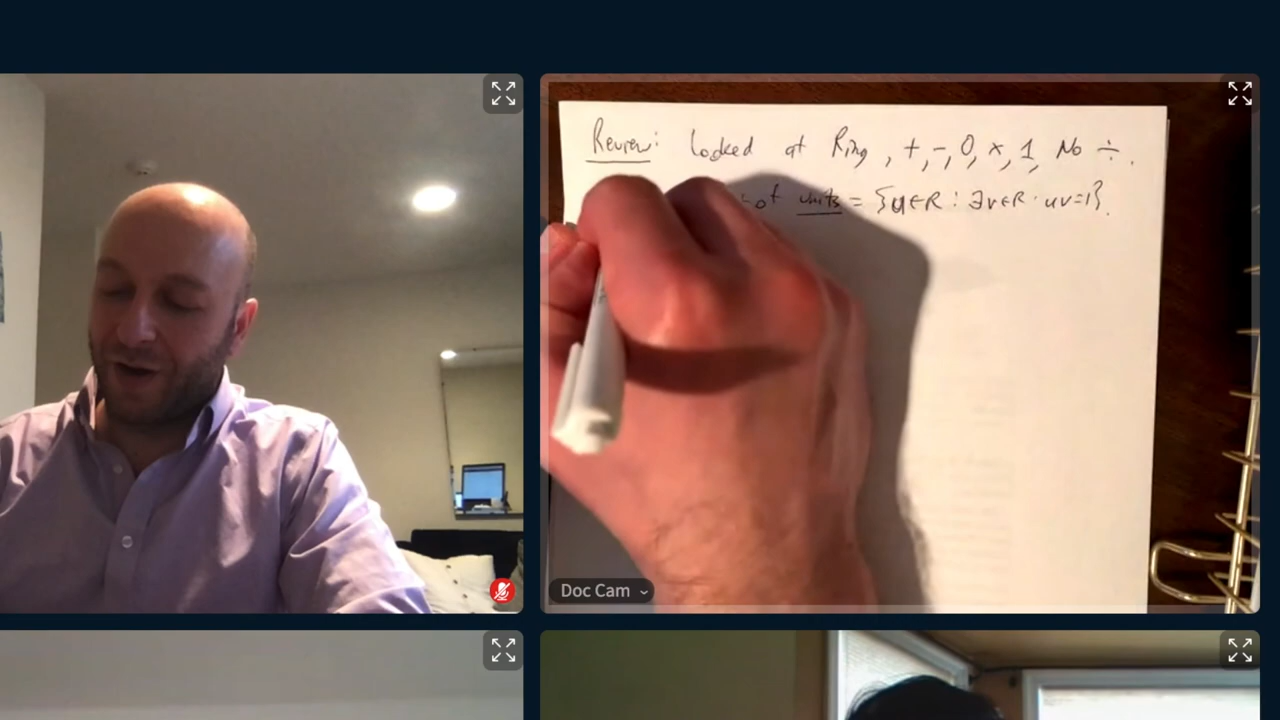 Review: Looked at Ring, +, -, 0, ×, 1, No ÷.
of units = {u∈R : ∃v∈R · uv=1}.
Doc Cam